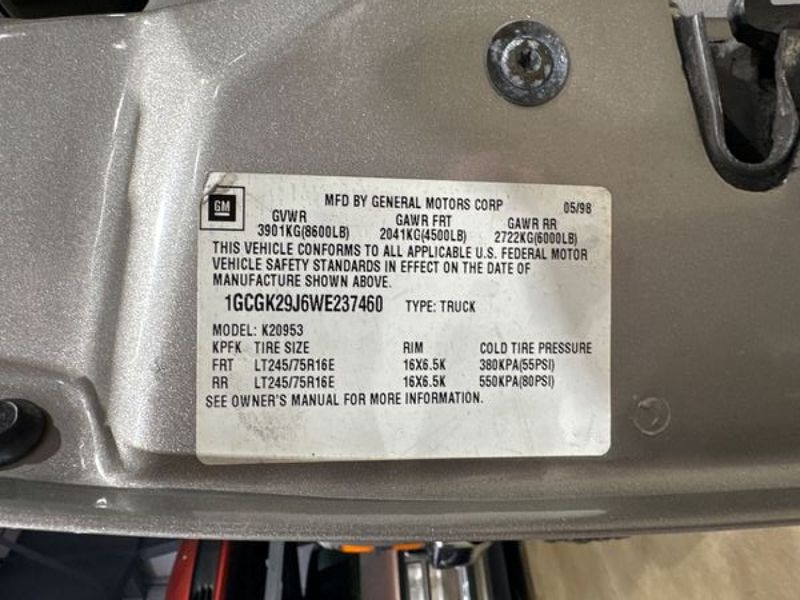 GM
MFD BY GENERAL MOTORS CORP 05/98
GVWR GAWR FRT GAWR RR
3901KG(8600LB) 2041KG(4500LB) 2722KG(6000LB)
THIS VEHICLE CONFORMS TO ALL APPLICABLE U.S. FEDERAL MOTOR
VEHICLE SAFETY STANDARDS IN EFFECT ON THE DATE OF
MANUFACTURE SHOWN ABOVE.
1GCGK29J6WE237460 TYPE: TRUCK
MODEL: K20953
KPFK TIRE SIZE RIM COLD TIRE PRESSURE
FRT LT245/75R16E 16X6.5K 380KPA(55PSI)
RR LT245/75R16E 16X6.5K 550KPA(80PSI)
SEE OWNER'S MANUAL FOR MORE INFORMATION.